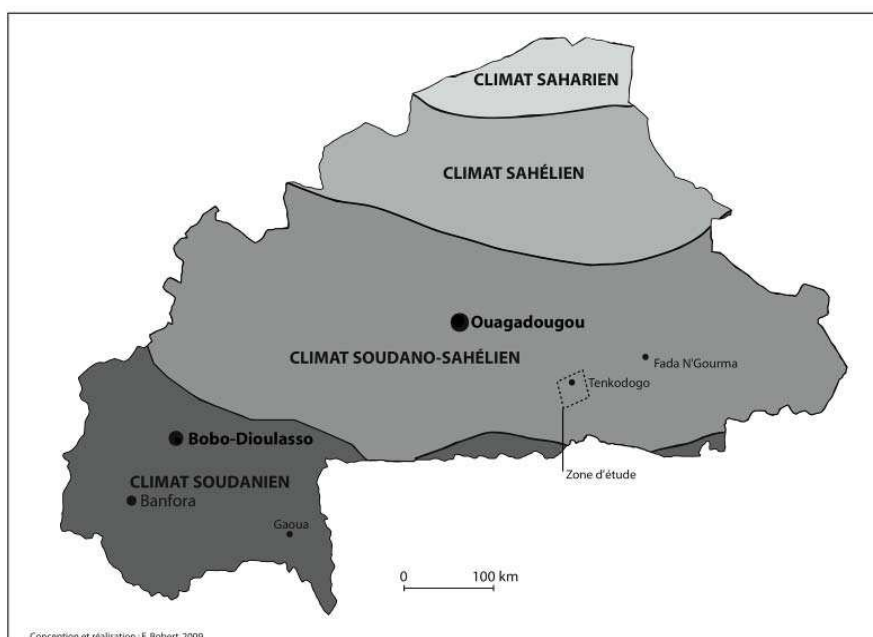 CLIMAT SAHARIEN
CLIMAT SAHÉLIEN
Ouagadougou
CLIMAT SOUDANO-SAHÉLIEN
Fada N'Gourma
Tenkodogo
Bobo-Dioulasso
Zone d'étude
CLIMAT SOUDANIEN
Banfora
Gaoua
0 100 km
Conception et réalisation : E. Robert, 2009